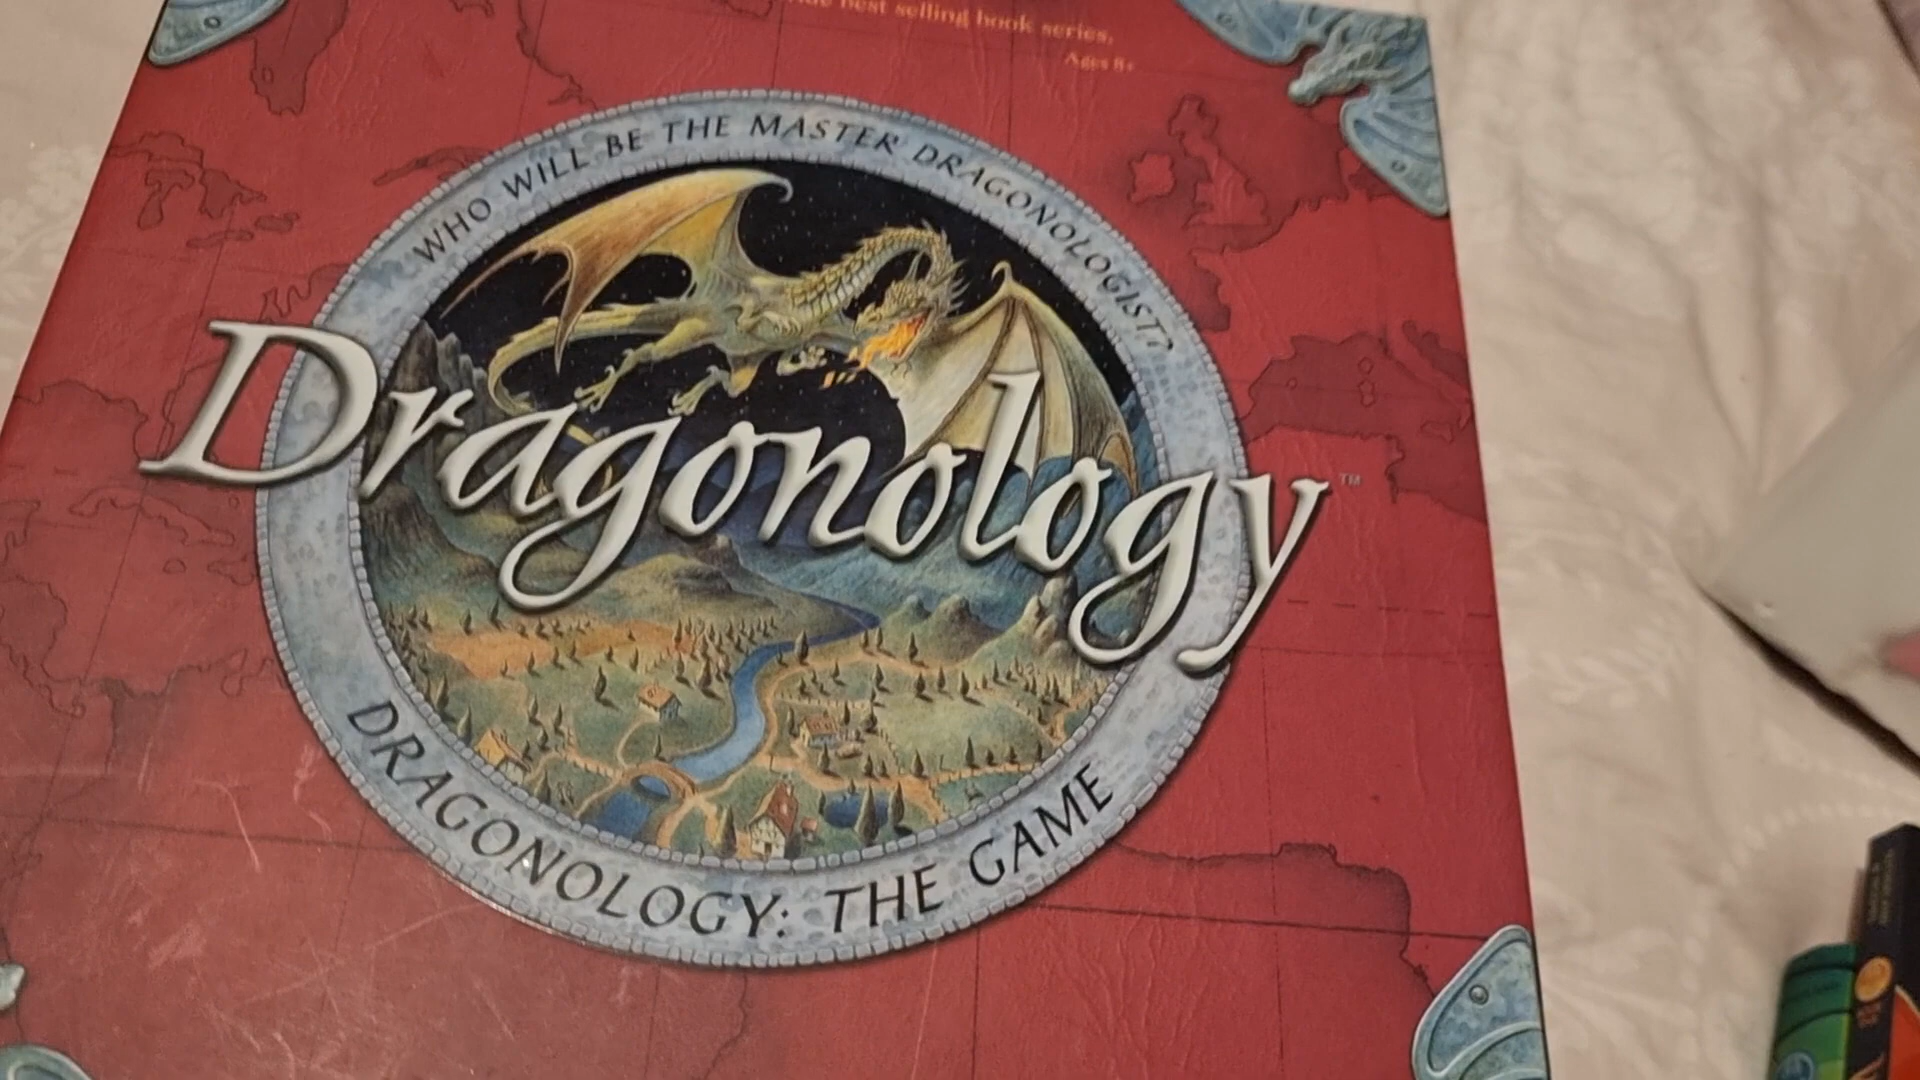 best selling book series,
Ages 8+
WHO WILL BE THE MASTER DRAGONOLOGIST?
Dragonology™
DRAGONOLOGY: THE GAME